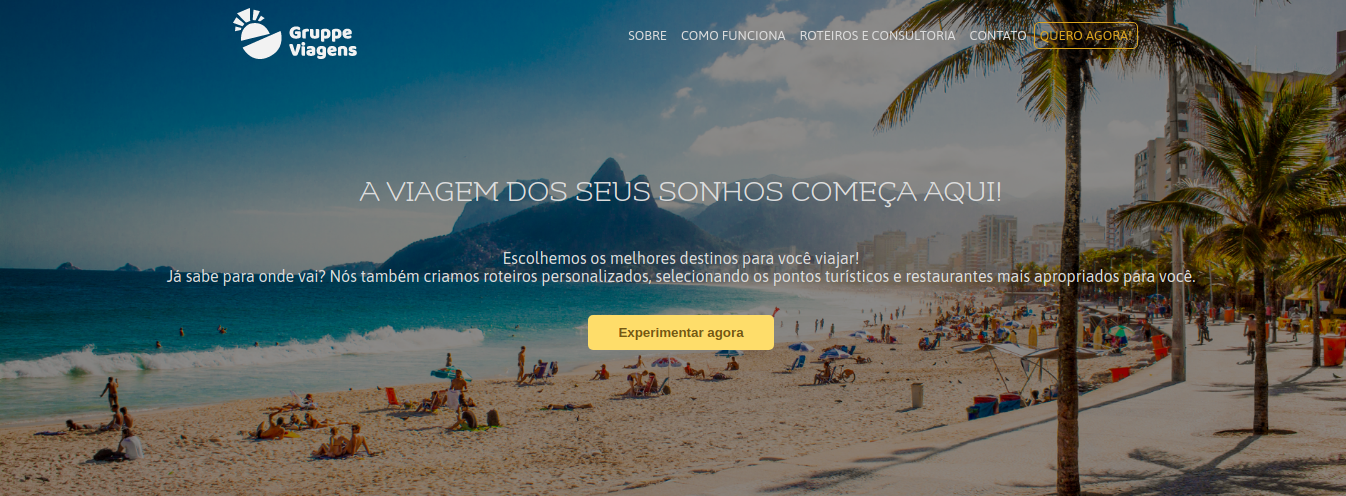 Gruppe
Viagens
SOBRE COMO FUNCIONA ROTEIROS E CONSULTORIA CONTATO QUERO AGORA!
A VIAGEM DOS SEUS SONHOS COMEÇA AQUI!
Escolhemos os melhores destinos para você viajar!
Já sabe para onde vai? Nós também criamos roteiros personalizados, selecionando os pontos turísticos e restaurantes mais apropriados para você.
Experimentar agora